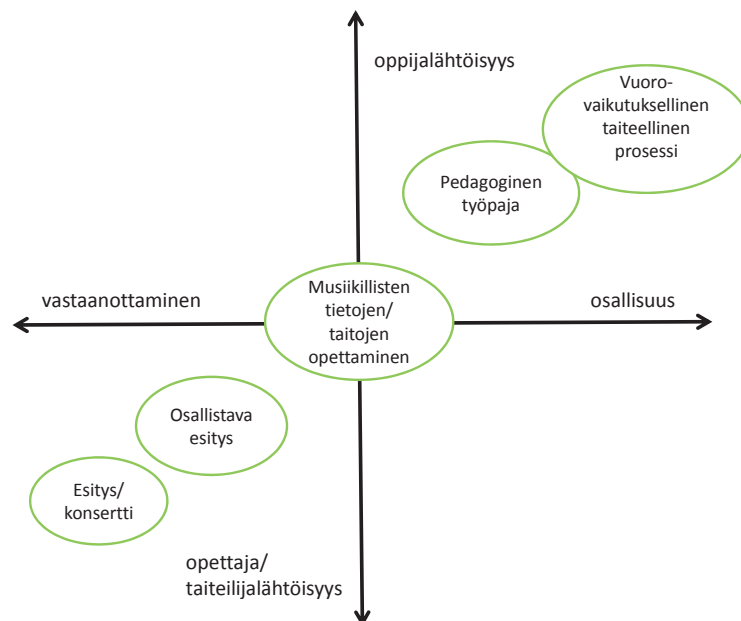 oppijalähtöisyys
Vuoro-
vaikutuksellinen
taiteellinen
prosessi
Pedagoginen
työpaja
vastaanottaminen
Musiikillisten
tietojen/
taitojen
opettaminen
osallisuus
Osallistava
esitys
Esitys/
konsertti
opettaja/
taiteilijalähtöisyys